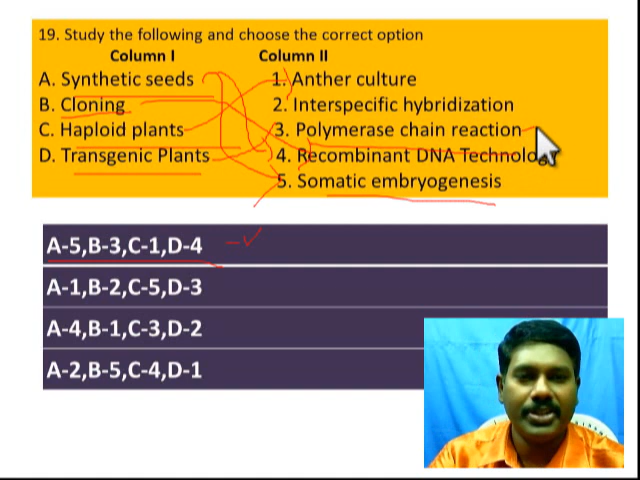 19. Study the following and choose the correct option
Column I Column II
A. Synthetic seeds 1. Anther culture
B. Cloning 2. Interspecific hybridization
C. Haploid plants 3. Polymerase chain reaction
D. Transgenic Plants 4. Recombinant DNA Technology
5. Somatic embryogenesis
A-5,B-3,C-1,D-4
A-1,B-2,C-5,D-3
A-4,B-1,C-3,D-2
A-2,B-5,C-4,D-1